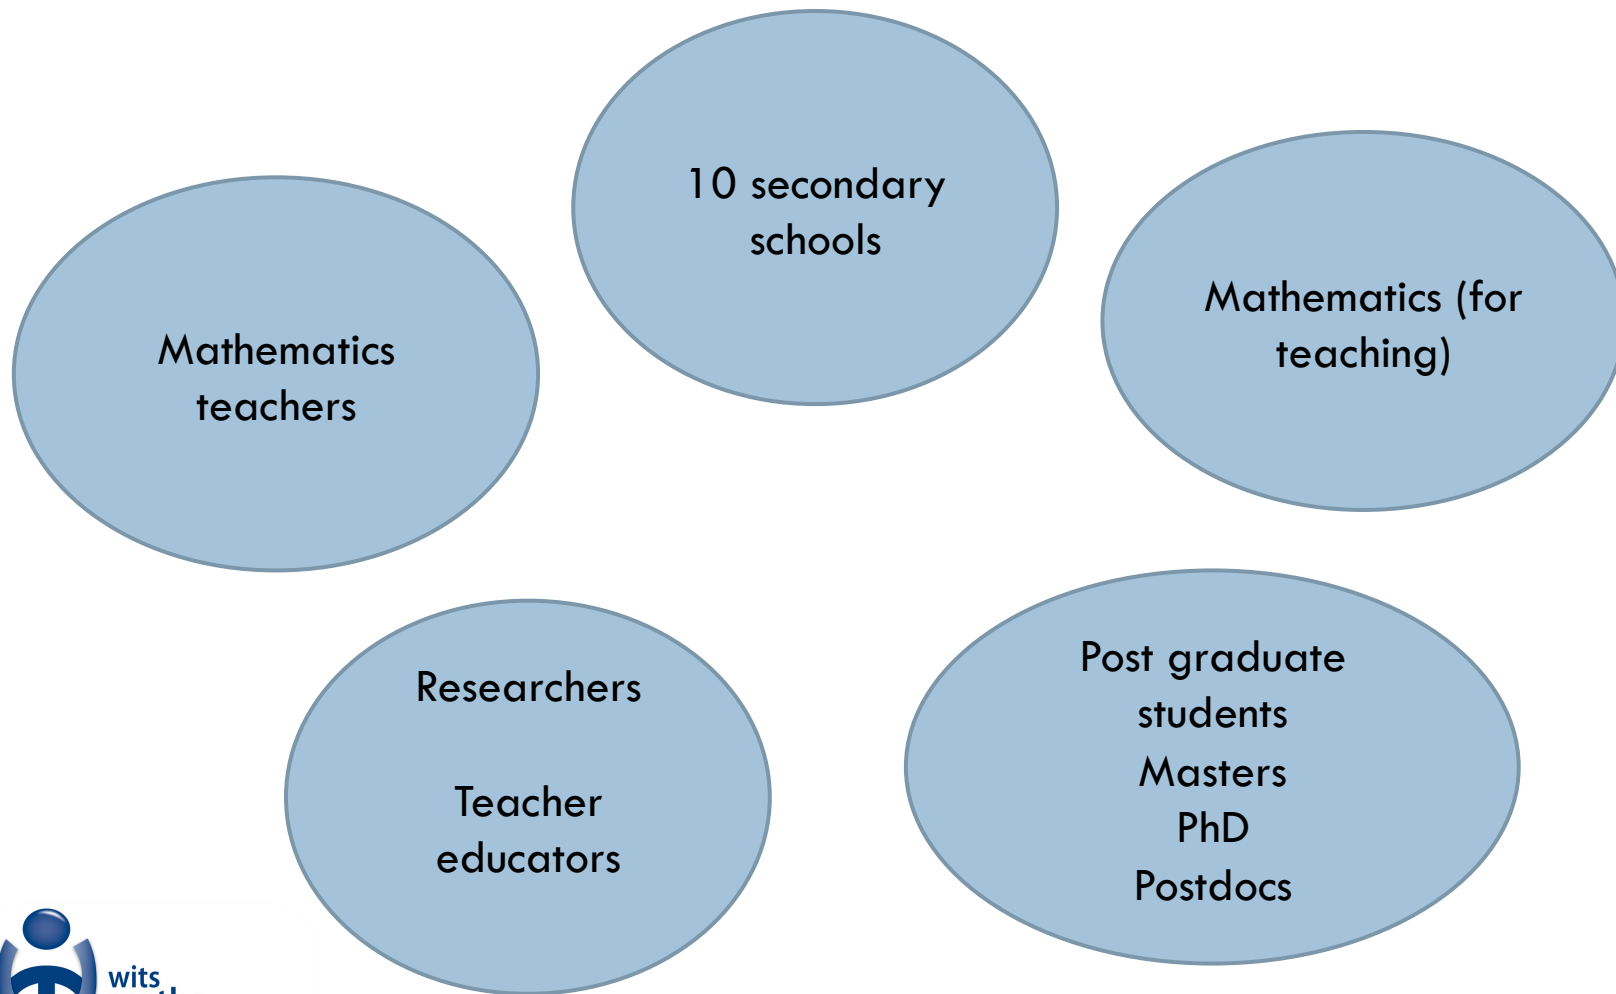 10 secondary
schools
Mathematics (for
teaching)
Mathematics
teachers
Researchers
Teacher
educators
Post graduate
students
Masters
PhD
Postdocs
wits